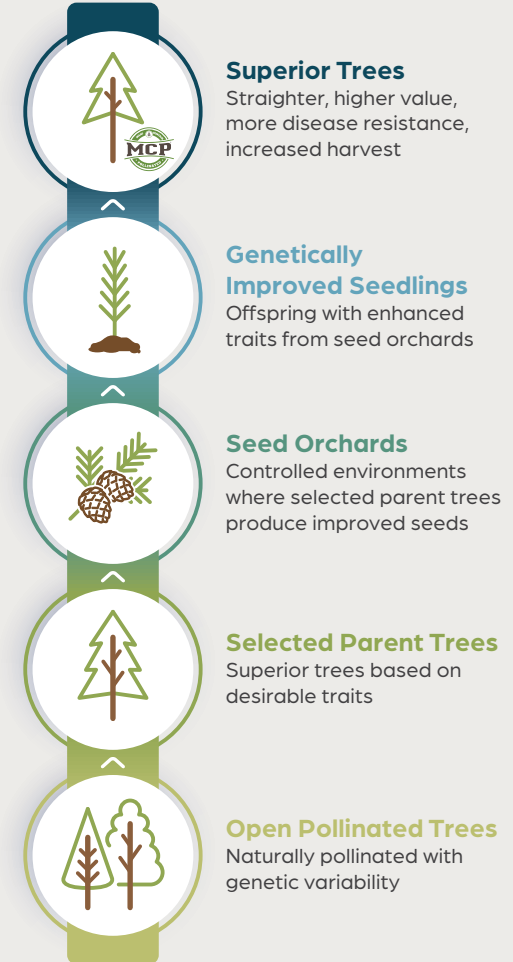 Superior Trees
Straighter, higher value,
more disease resistance,
increased harvest
MCP
Genetically
Improved Seedlings
Offspring with enhanced
traits from seed orchards
Seed Orchards
Controlled environments
where selected parent trees
produce improved seeds
Selected Parent Trees
Superior trees based on
desirable traits
Open Pollinated Trees
Naturally pollinated with
genetic variability